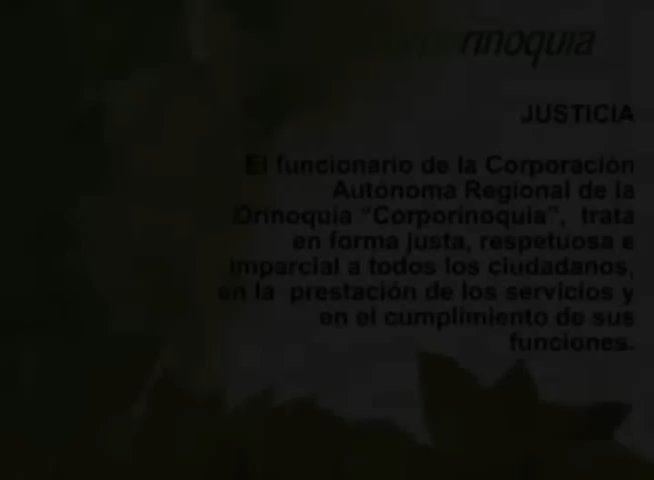 rinoquia
JUSTICIA
El funcionario de la Corporación
Autónoma Regional de la
Orinoquia "Corporinoquia", trata
en forma justa, respetuosa e
imparcial a todos los ciudadanos,
en la prestación de los servicios y
en el cumplimiento de sus
funciones.